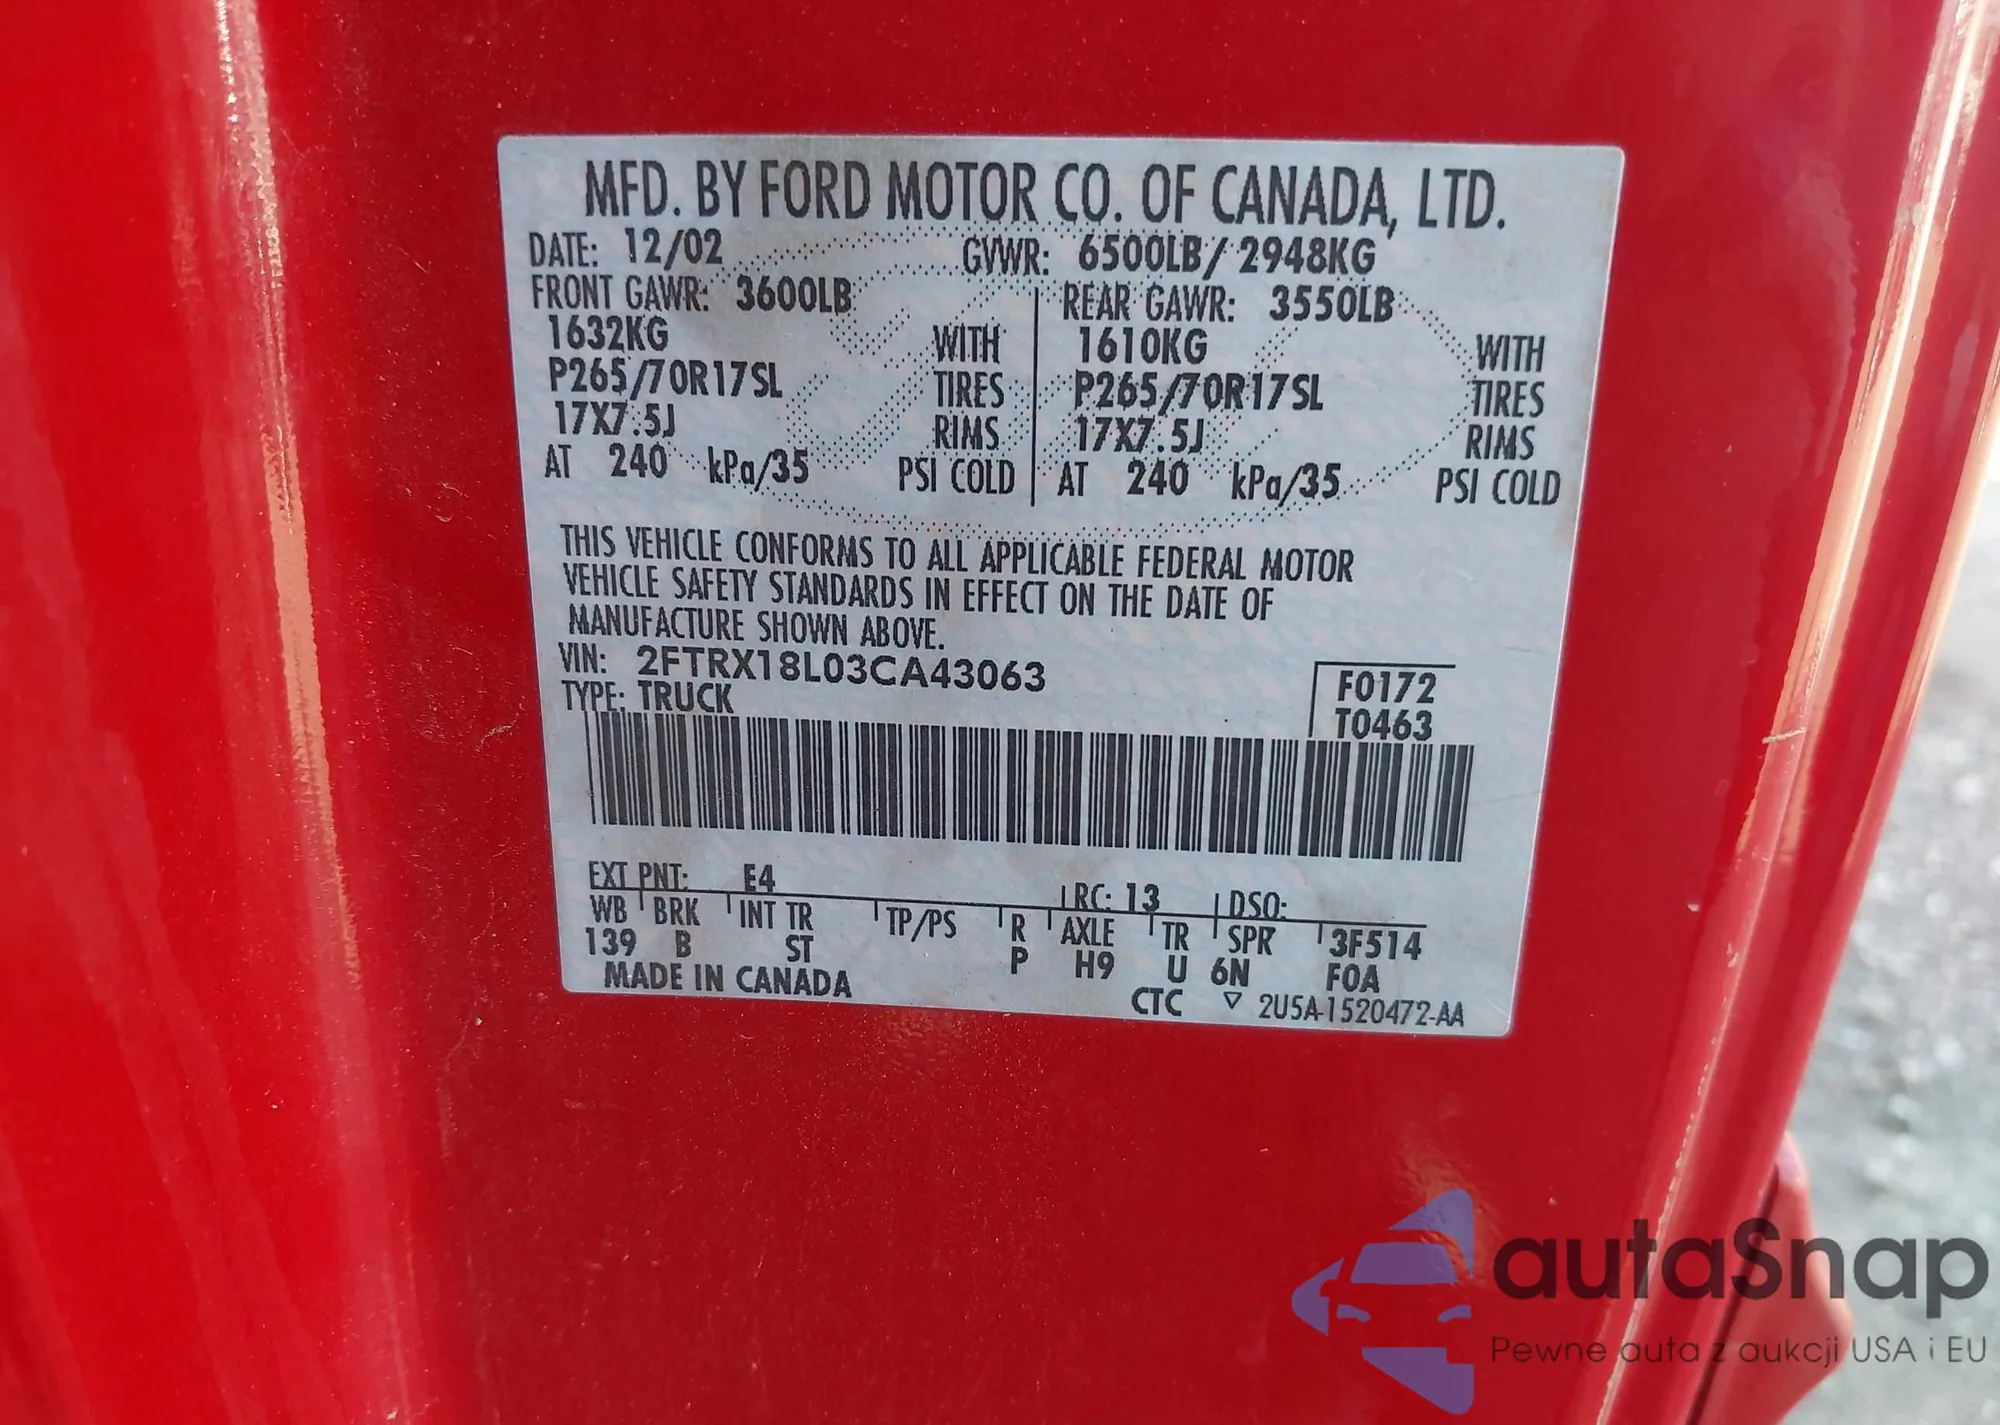 MFD. BY FORD MOTOR CO. OF CANADA, LTD.
DATE: 12/02 GVWR: 6500LB/ 2948KG
FRONT GAWR: 3600LB REAR GAWR: 3550LB
1632KG WITH 1610KG WITH
P265/70R17SL TIRES P265/70R17SL TIRES
17X7.5J RIMS 17X7.5J RIMS
AT 240 kPa/35 PSI COLD AT 240 kPa/35 PSI COLD
THIS VEHICLE CONFORMS TO ALL APPLICABLE FEDERAL MOTOR
VEHICLE SAFETY STANDARDS IN EFFECT ON THE DATE OF
MANUFACTURE SHOWN ABOVE.
VIN: 2FTRX18L03CA43063 F0172
TYPE: TRUCK T0463
EXT PNT: E4 RC: 13 DSO:
WB BRK INT TR TP/PS R AXLE TR SPR 3F514
139 B ST P H9 U 6N F0A
MADE IN CANADA CTC ▽ 2U5A-1520472-AA
autaSnap
Pewne auta z aukcji USA i EU